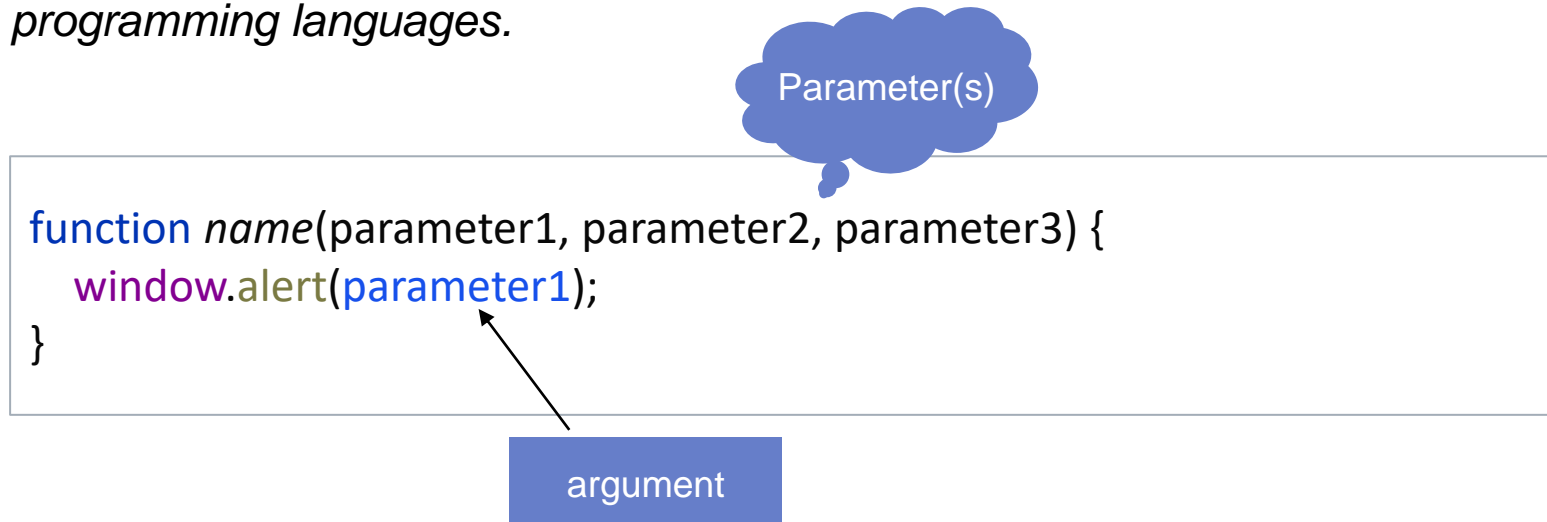 programming languages.
Parameter(s)
function name(parameter1, parameter2, parameter3) {
window.alert(parameter1);
}
argument